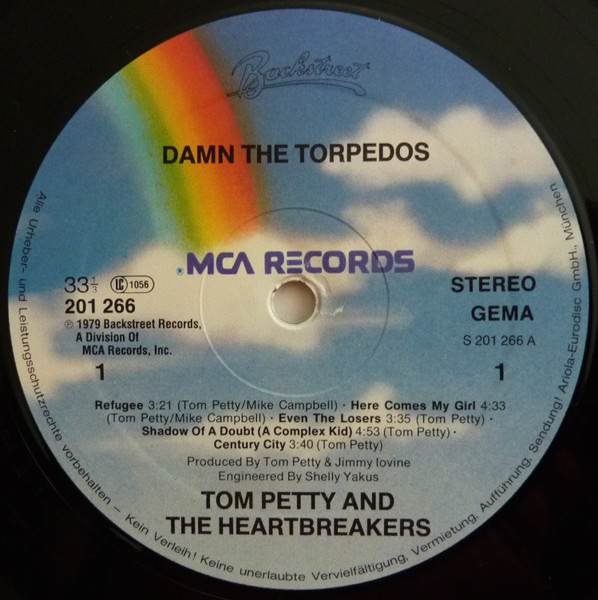 Backstreet
DAMN THE TORPEDOS
MCA RECORDS
33 1/3 LC 1056
201 266
℗ 1979 Backstreet Records,
A Division Of
MCA Records, Inc.
1
STEREO
GEMA
S 201 266 A
1
Refugee 3:21 (Tom Petty/Mike Campbell) · Here Comes My Girl 4:33
(Tom Petty/Mike Campbell) · Even The Losers 3:35 (Tom Petty) ·
Shadow Of A Doubt (A Complex Kid) 4:53 (Tom Petty) ·
Century City 3:40 (Tom Petty)
Produced By Tom Petty & Jimmy Iovine
Engineered By Shelly Yakus
TOM PETTY AND
THE HEARTBREAKERS
Alle Urheber- und Leistungsschutzrechte vorbehalten – Kein Verleih! Keine unerlaubte Vervielfältigung, Vermietung, Aufführung, Sendung! Ariola-Eurodisc GmbH., München